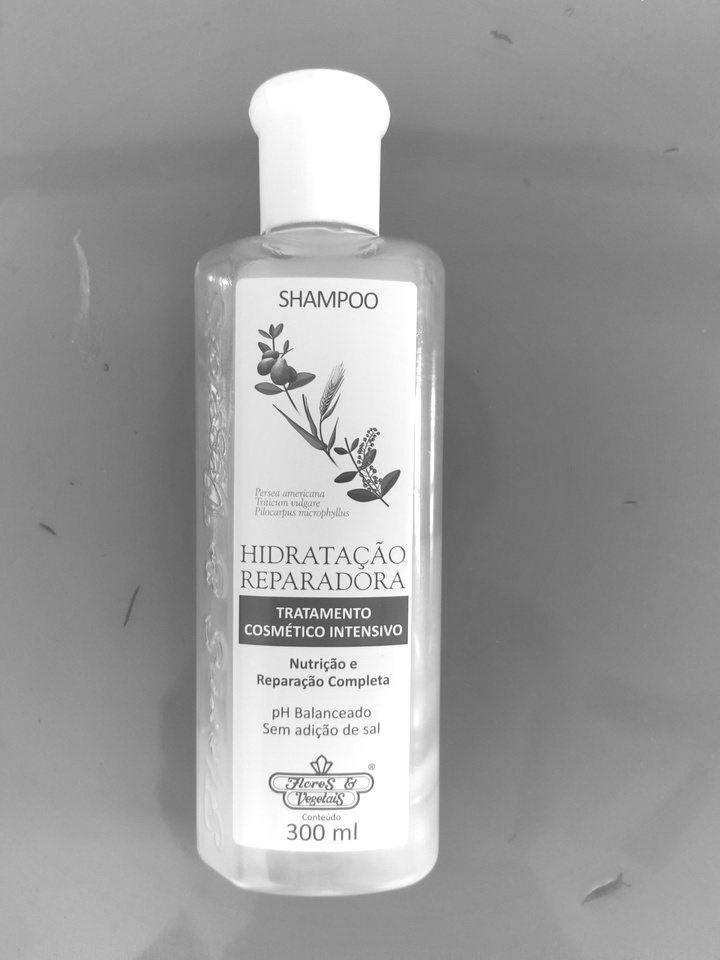 SHAMPOO
Persea americana
Triticum vulgare
Pilocarpus microphyllus
HIDRATAÇÃO
REPARADORA
TRATAMENTO
COSMÉTICO INTENSIVO
Nutrição e
Reparação Completa
pH Balanceado
Sem adição de sal
Flores &
Vegetais
®
Conteúdo
300 ml